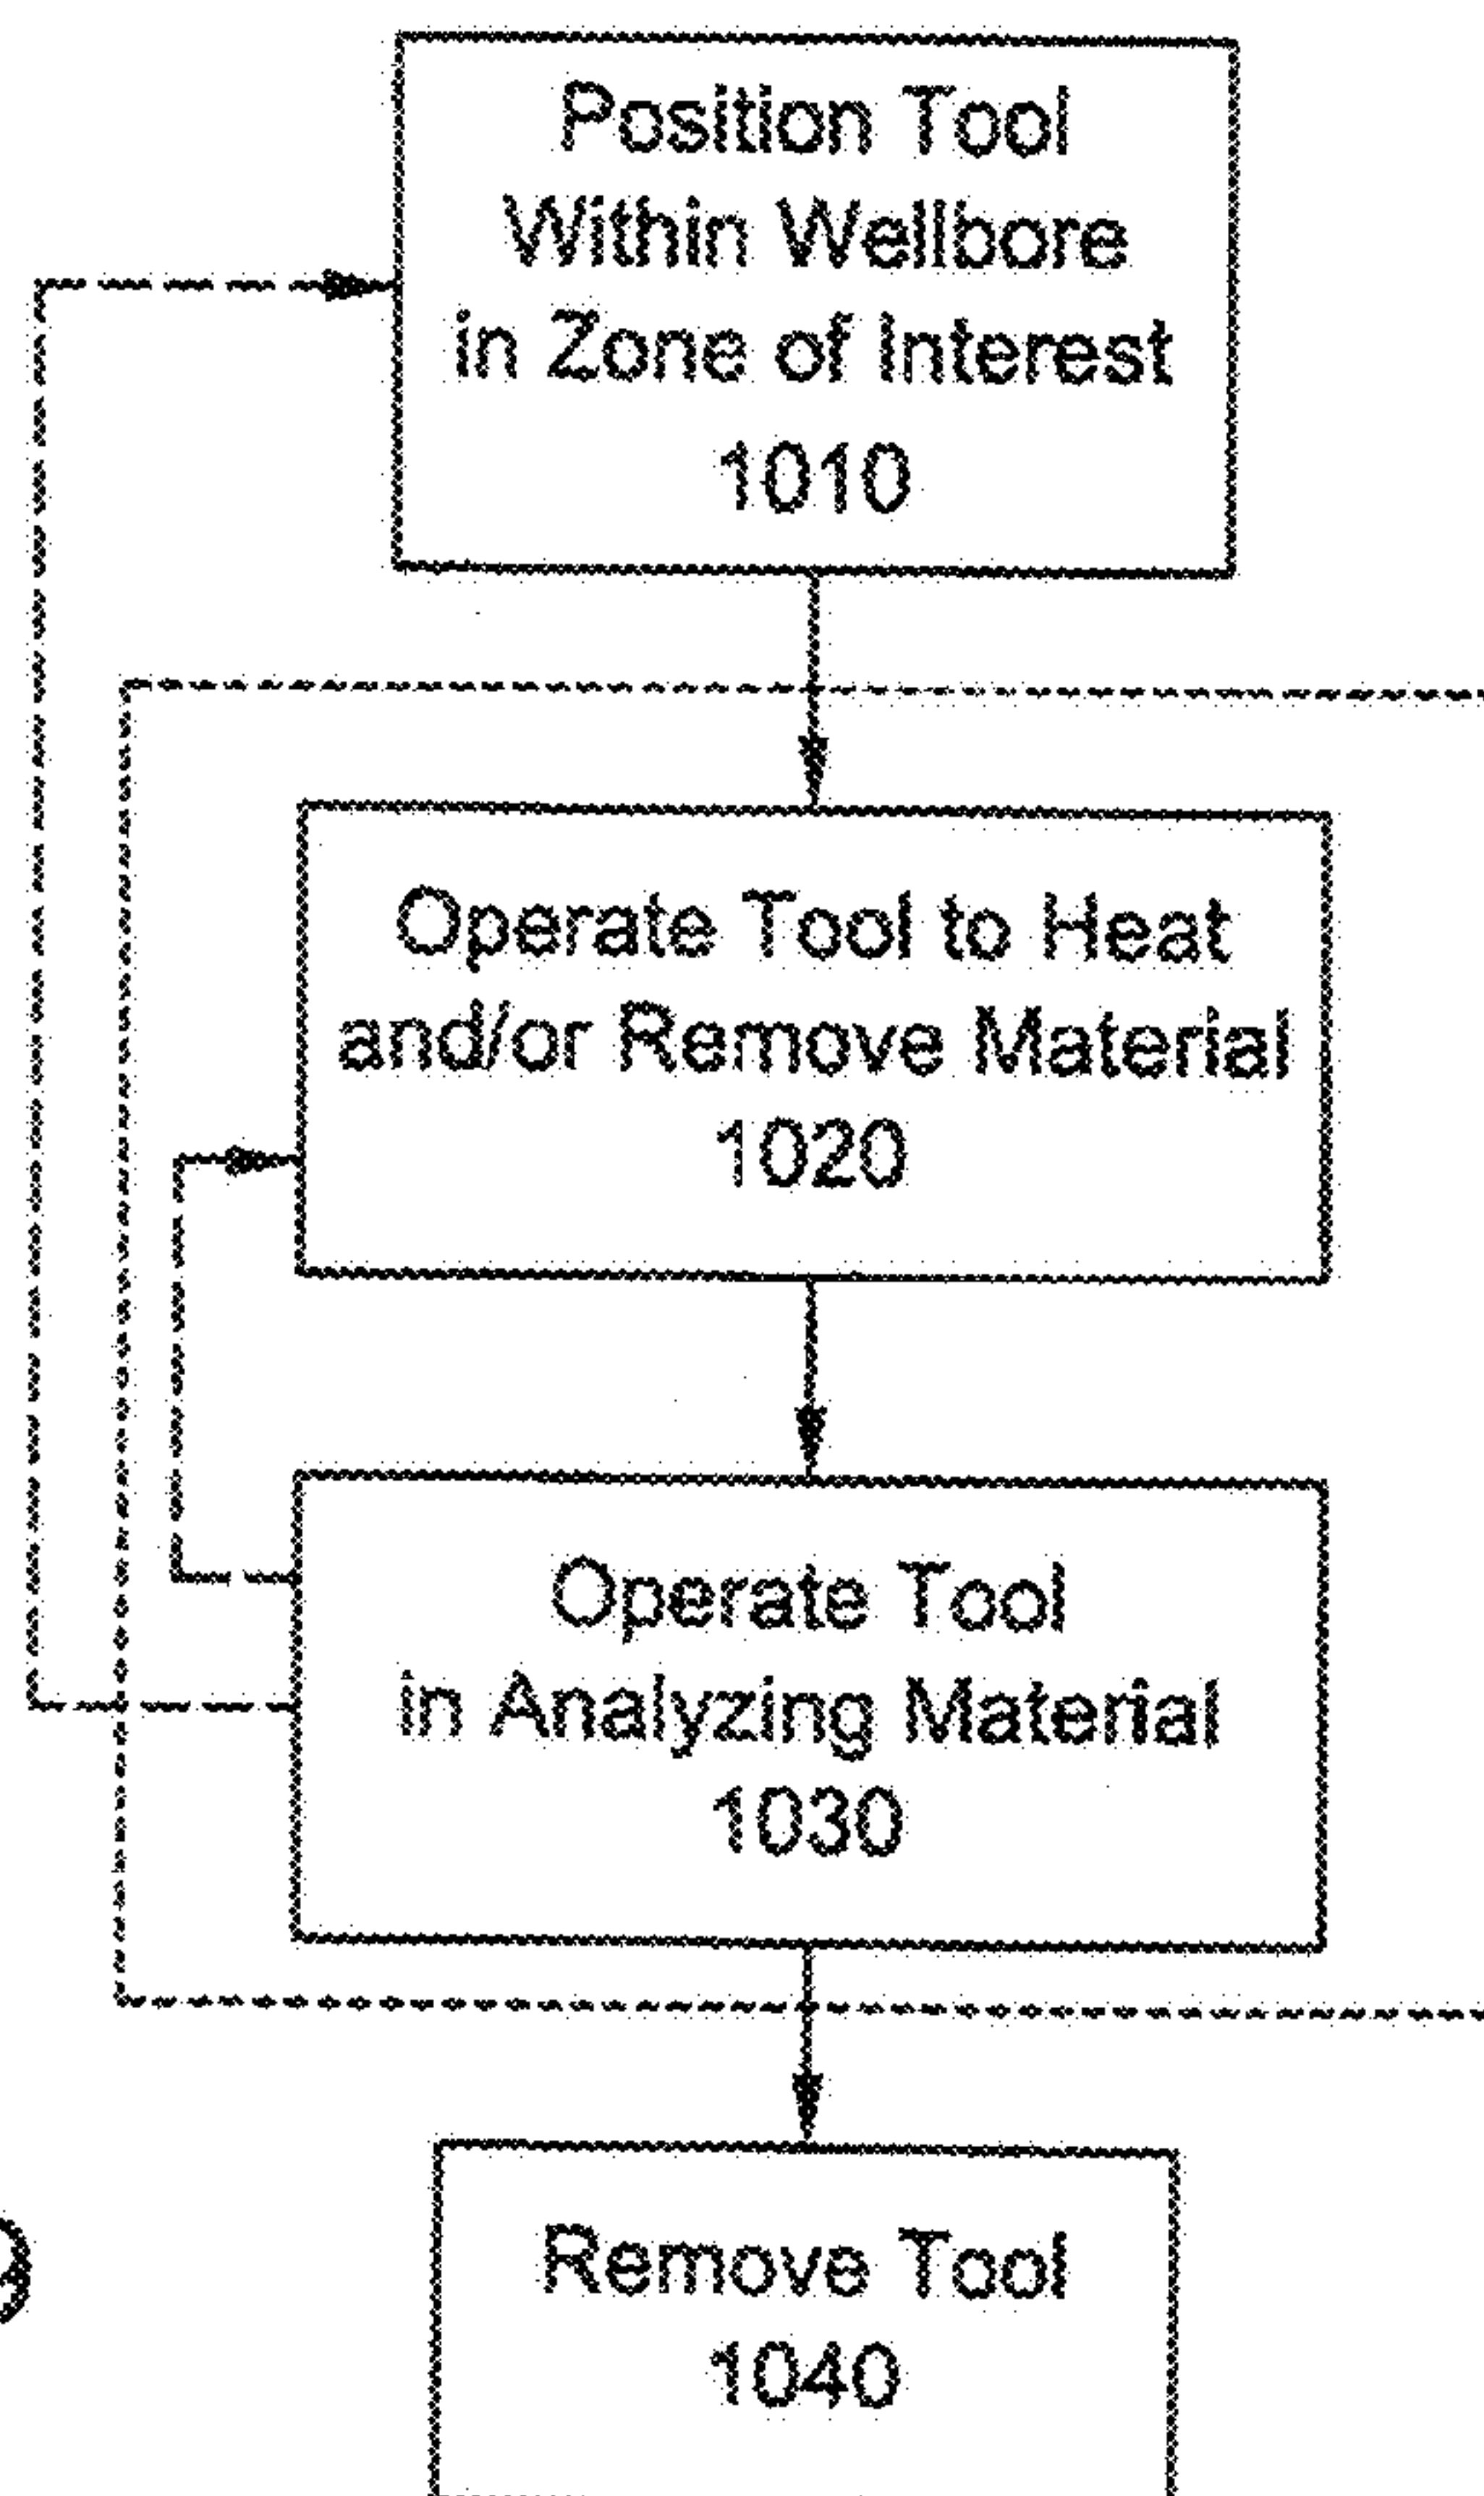 Position Tool
Within Wellbore
in Zone of Interest
1010
Operate Tool to Heat
and/or Remove Material
1020
Operate Tool
in Analyzing Material
1030
Remove Tool
1040